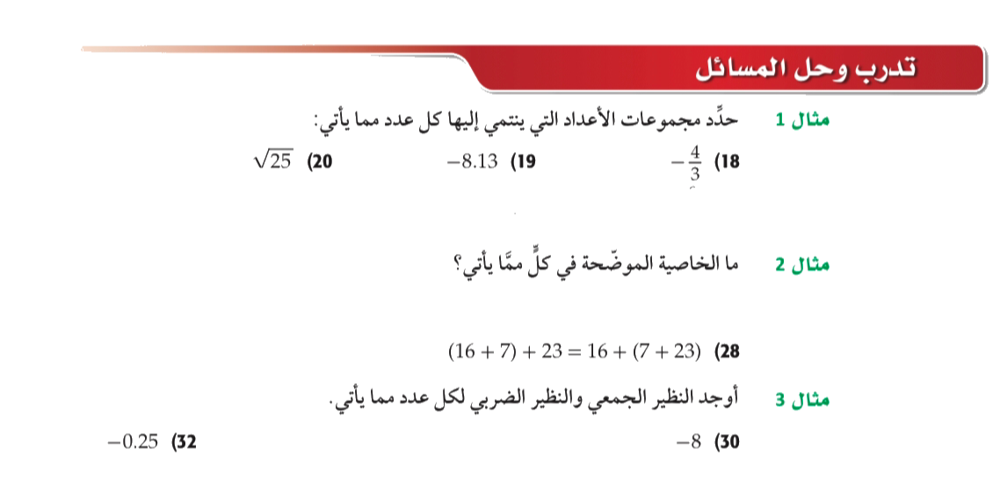 تدرب وحل المسائل
مثال 1 حدِّد مجموعات الأعداد التي ينتمي إليها كل عدد مما يأتي:
18) −4/3 19) −8.13 20) √25
مثال 2 ما الخاصية الموضّحة في كلٍّ ممَّا يأتي؟
28) (16 + 7) + 23 = 16 + (7 + 23)
مثال 3 أوجد النظير الجمعي والنظير الضربي لكل عدد مما يأتي.
30) −8 32) −0.25